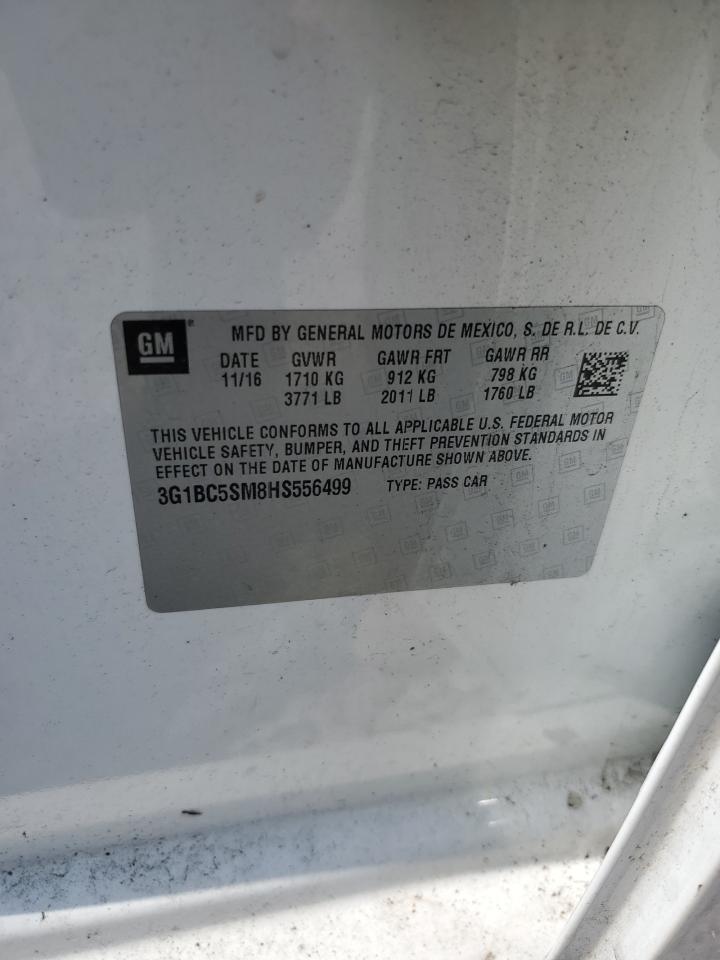 GM® MFD BY GENERAL MOTORS DE MEXICO, S. DE R.L. DE C.V.
DATE GVWR GAWR FRT GAWR RR
11/16 1710 KG 912 KG 798 KG
3771 LB 2011 LB 1760 LB
THIS VEHICLE CONFORMS TO ALL APPLICABLE U.S. FEDERAL MOTOR
VEHICLE SAFETY, BUMPER, AND THEFT PREVENTION STANDARDS IN
EFFECT ON THE DATE OF MANUFACTURE SHOWN ABOVE.
3G1BC5SM8HS556499 TYPE: PASS CAR